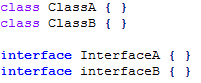 class ClassA { }
class ClassB { }
interface InterfaceA { }
interface interfaceB { }